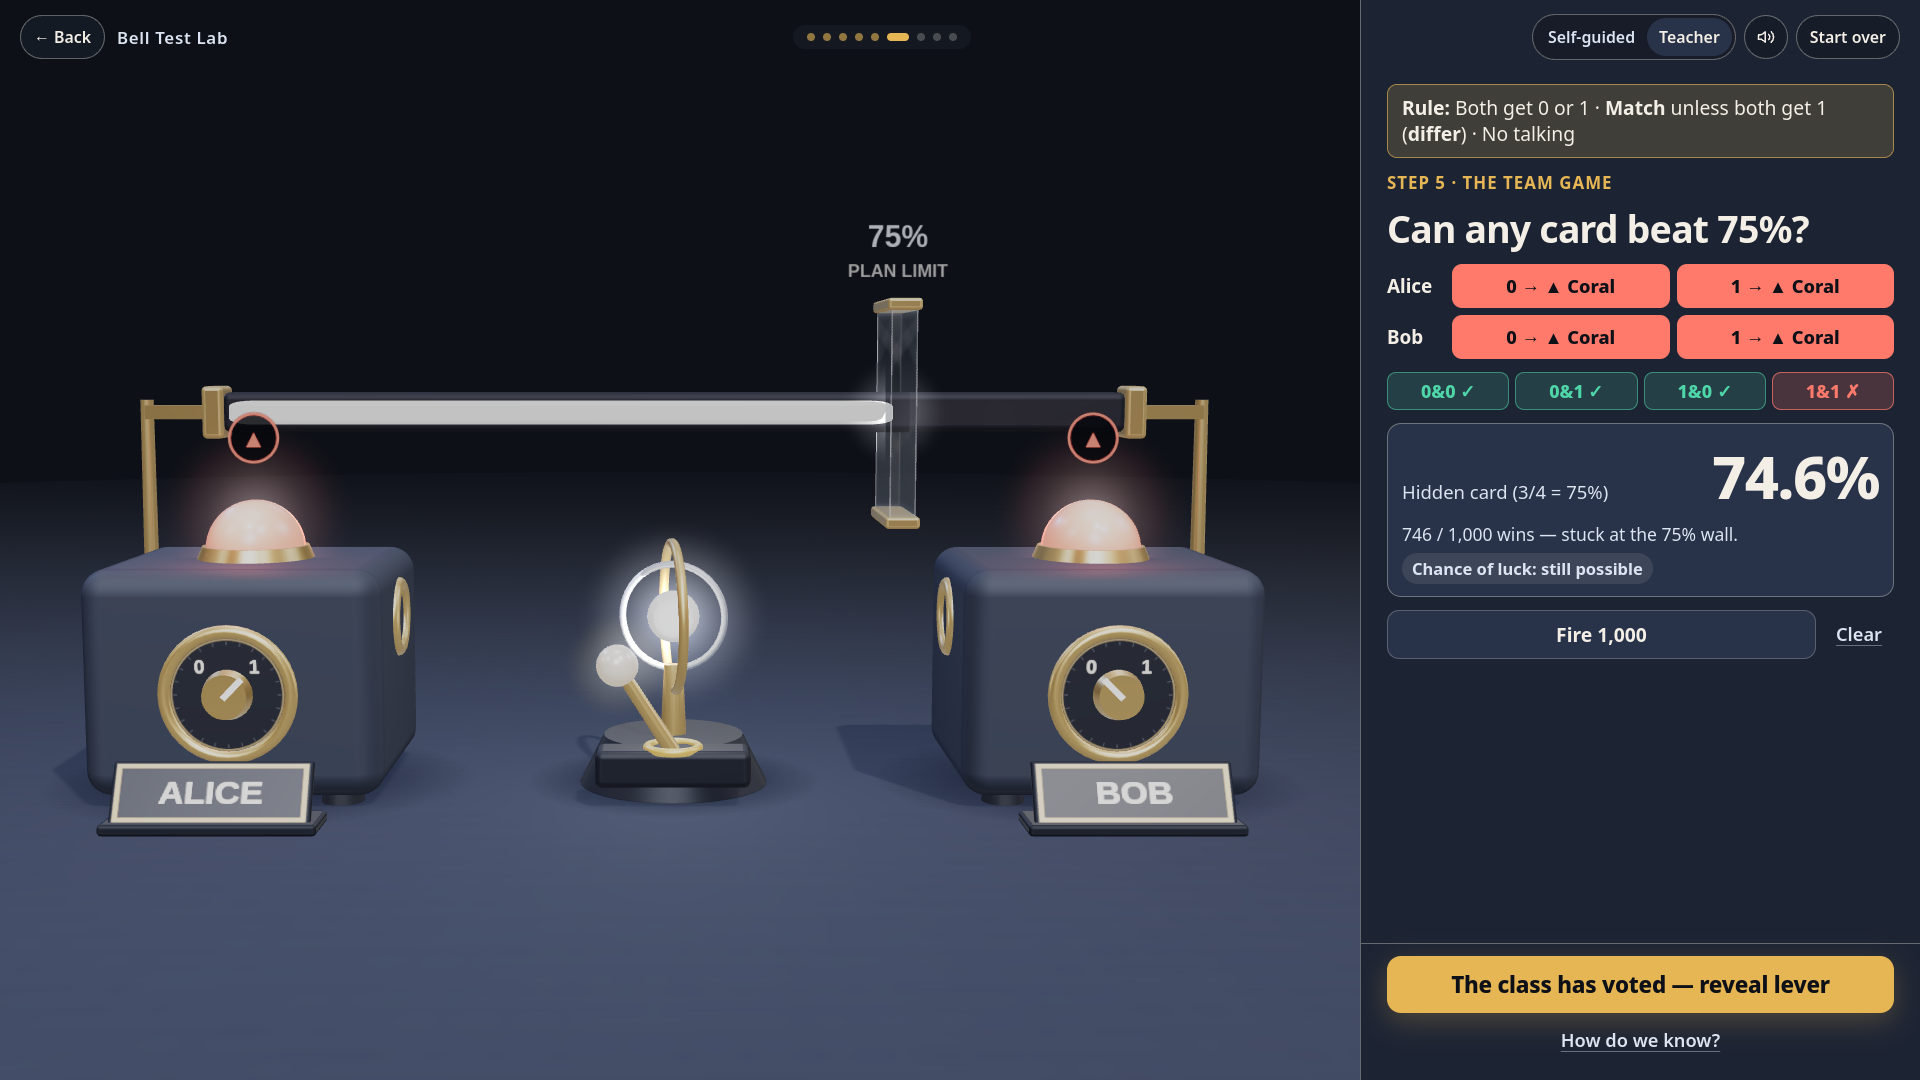 ← Back
Bell Test Lab
Self-guided
Teacher
Start over
Rule: Both get 0 or 1 · Match unless both get 1
(differ) · No talking
STEP 5 · THE TEAM GAME
Can any card beat 75%?
Alice
0 → ▲ Coral
1 → ▲ Coral
Bob
0 → ▲ Coral
1 → ▲ Coral
0&0 ✓
0&1 ✓
1&0 ✓
1&1 ✗
Hidden card (3/4 = 75%)
74.6%
746 / 1,000 wins — stuck at the 75% wall.
Chance of luck: still possible
Fire 1,000
Clear
The class has voted — reveal lever
How do we know?
75%
PLAN LIMIT
0 1
0 1
ALICE
BOB